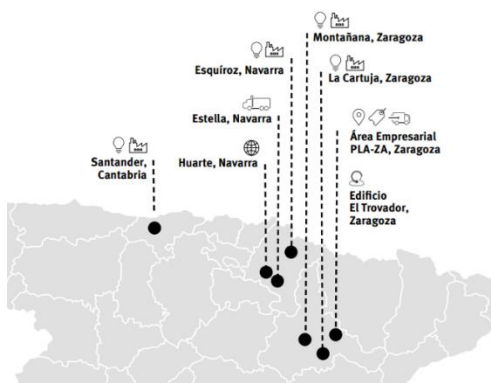 Montañana, Zaragoza
Esquíroz, Navarra
La Cartuja, Zaragoza
Estella, Navarra
Área Empresarial
PLA-ZA, Zaragoza
Santander,
Cantabria
Huarte, Navarra
Edificio
El Trovador,
Zaragoza